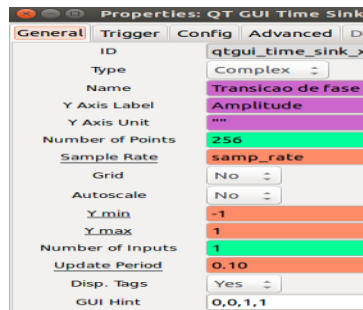 Properties: QT GUI Time Sink
General Trigger Config Advanced D
ID qtgui_time_sink_x
Type Complex
Name Transicao de fase
Y Axis Label Amplitude
Y Axis Unit ""
Number of Points 256
Sample Rate samp_rate
Grid No
Autoscale No
Y min -1
Y max 1
Number of Inputs 1
Update Period 0.10
Disp. Tags Yes
GUI Hint 0,0,1,1